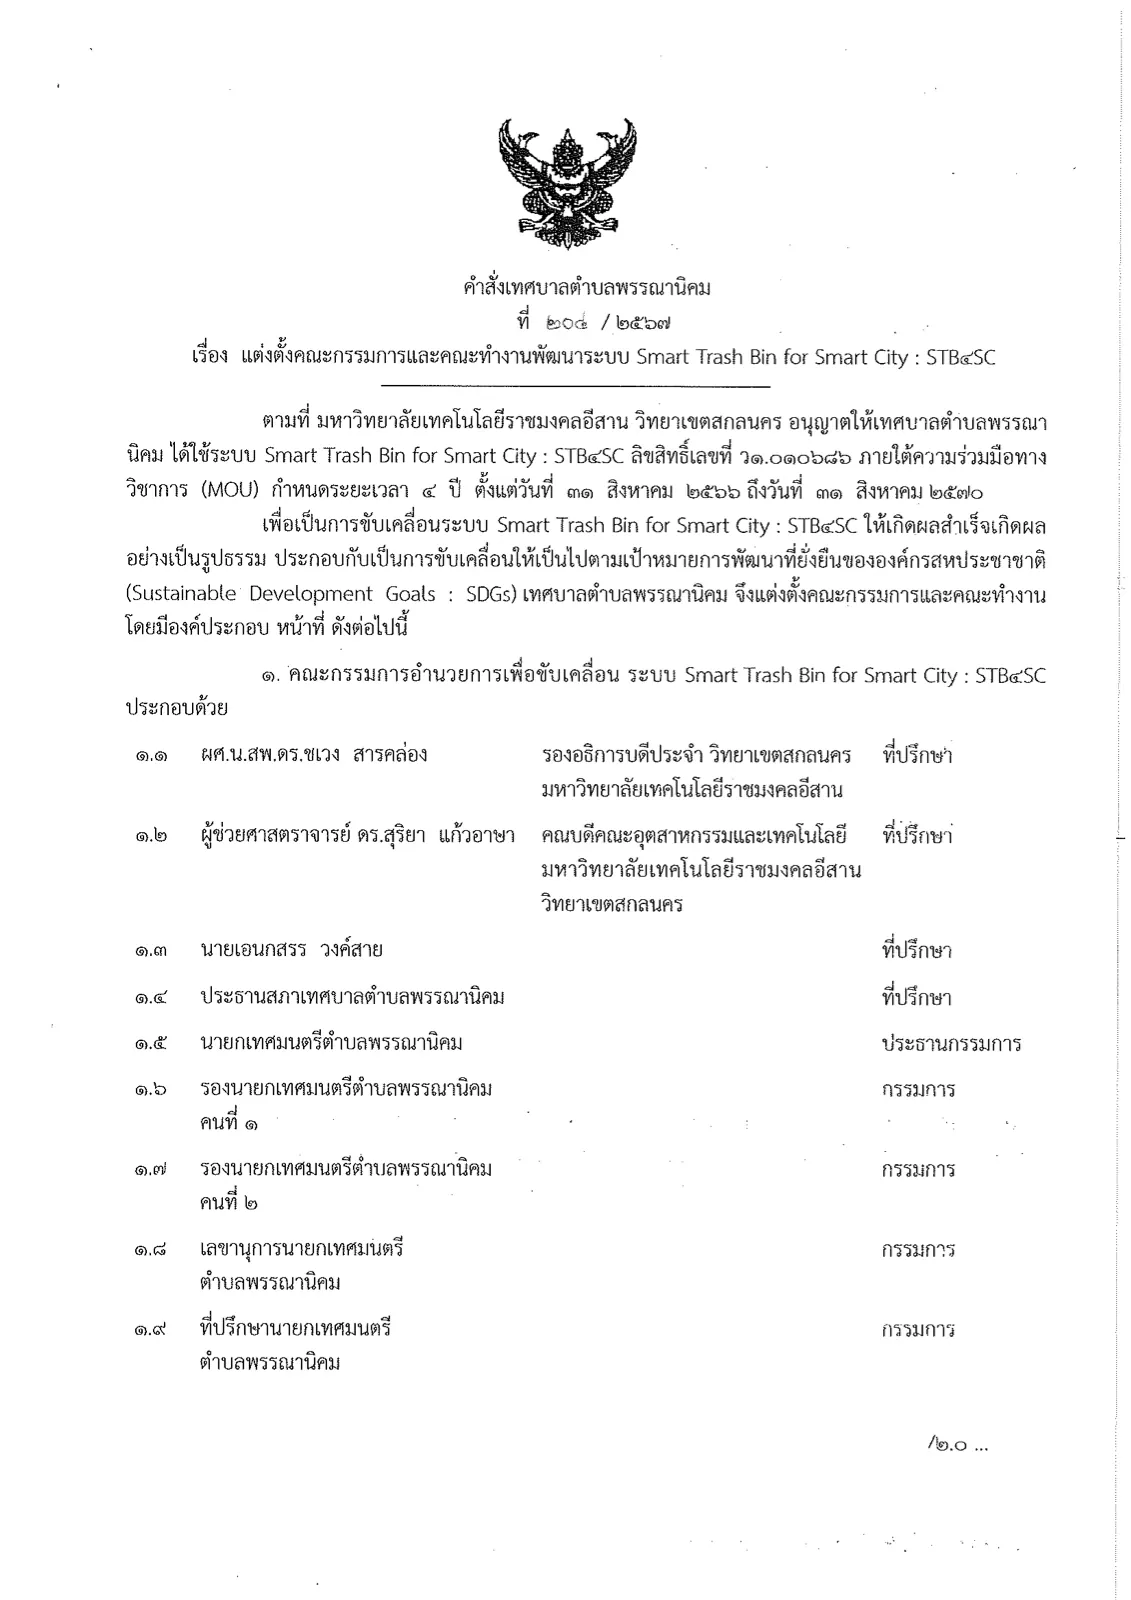 คำสั่งเทศบาลตำบลพรรณานิคม
ที่ ๒๐๔ / ๒๕๖๗
เรื่อง แต่งตั้งคณะกรรมการและคณะทำงานพัฒนาระบบ Smart Trash Bin for Smart City : STB๔SC
ตามที่ มหาวิทยาลัยเทคโนโลยีราชมงคลอีสาน วิทยาเขตสกลนคร อนุญาตให้เทศบาลตำบลพรรณา
นิคม ได้ใช้ระบบ Smart Trash Bin for Smart City : STB๔SC ลิขสิทธิ์เลขที่ ว๑.๐๑๐๖๘๖ ภายใต้ความร่วมมือทาง
วิชาการ (MOU) กำหนดระยะเวลา ๔ ปี ตั้งแต่วันที่ ๓๑ สิงหาคม ๒๕๖๖ ถึงวันที่ ๓๑ สิงหาคม ๒๕๗๐
เพื่อเป็นการขับเคลื่อนระบบ Smart Trash Bin for Smart City : STB๔SC ให้เกิดผลสำเร็จเกิดผล
อย่างเป็นรูปธรรม ประกอบกับเป็นการขับเคลื่อนให้เป็นไปตามเป้าหมายการพัฒนาที่ยั่งยืนขององค์กรสหประชาชาติ
(Sustainable Development Goals : SDGs) เทศบาลตำบลพรรณานิคม จึงแต่งตั้งคณะกรรมการและคณะทำงาน
โดยมีองค์ประกอบ หน้าที่ ดังต่อไปนี้
๑. คณะกรรมการอำนวยการเพื่อขับเคลื่อน ระบบ Smart Trash Bin for Smart City : STB๔SC
ประกอบด้วย
๑.๑ ผศ.น.สพ.ดร.ชเวง สารคล่อง รองอธิการบดีประจำ วิทยาเขตสกลนคร ที่ปรึกษา
มหาวิทยาลัยเทคโนโลยีราชมงคลอีสาน
๑.๒ ผู้ช่วยศาสตราจารย์ ดร.สุริยา แก้วอาษา คณบดีคณะอุตสาหกรรมและเทคโนโลยี ที่ปรึกษา
มหาวิทยาลัยเทคโนโลยีราชมงคลอีสาน
วิทยาเขตสกลนคร
๑.๓ นายเอนกสรร วงค์สาย ที่ปรึกษา
๑.๔ ประธานสภาเทศบาลตำบลพรรณานิคม ที่ปรึกษา
๑.๕ นายกเทศมนตรีตำบลพรรณานิคม ประธานกรรมการ
๑.๖ รองนายกเทศมนตรีตำบลพรรณานิคม กรรมการ
คนที่ ๑
๑.๗ รองนายกเทศมนตรีตำบลพรรณานิคม กรรมการ
คนที่ ๒
๑.๘ เลขานุการนายกเทศมนตรี กรรมการ
ตำบลพรรณานิคม
๑.๙ ที่ปรึกษานายกเทศมนตรี กรรมการ
ตำบลพรรณานิคม
/๒.๐ ...